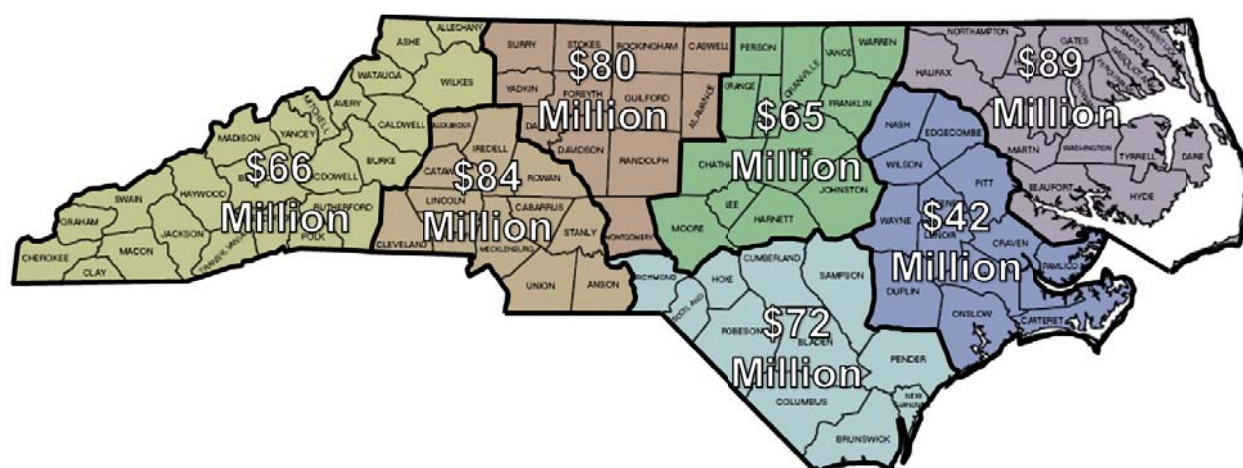 ALLEGHANY
ASHE
WATAUGA
WILKES
AVERY
MITCHELL
CALDWELL
MADISON
YANCEY
BURKE
HAYWOOD
SWAIN
RUTHERFORD
GRAHAM
JACKSON
POLK
CHEROKEE
MACON
CLAY
$66
Million
SURRY
STOKES
ROCKINGHAM
CASWELL
YADKIN
FORSYTH
GUILFORD
ALAMANCE
DAVIDSON
RANDOLPH
MONTGOMERY
$80
Million
ALEXANDER
IREDELL
ROWAN
LINCOLN
CABARRUS
CLEVELAND
MECKLENBURG
STANLY
UNION
ANSON
$84
Million
PERSON
GRANVILLE
VANCE
WARREN
ORANGE
FRANKLIN
JOHNSTON
LEE
HARNETT
MOORE
$65
Million
NORTHAMPTON
GATES
CAMDEN
HALIFAX
WASHINGTON
TYRRELL
DARE
BEAUFORT
HYDE
$89
Million
NASH
EDGECOMBE
WILSON
PITT
WAYNE
LENOIR
CRAVEN
PAMLICO
DUPLIN
ONSLOW
CARTERET
$42
Million
RICHMOND
SCOTLAND
HOKE
CUMBERLAND
SAMPSON
ROBESON
BLADEN
PENDER
COLUMBUS
BRUNSWICK
$72
Million